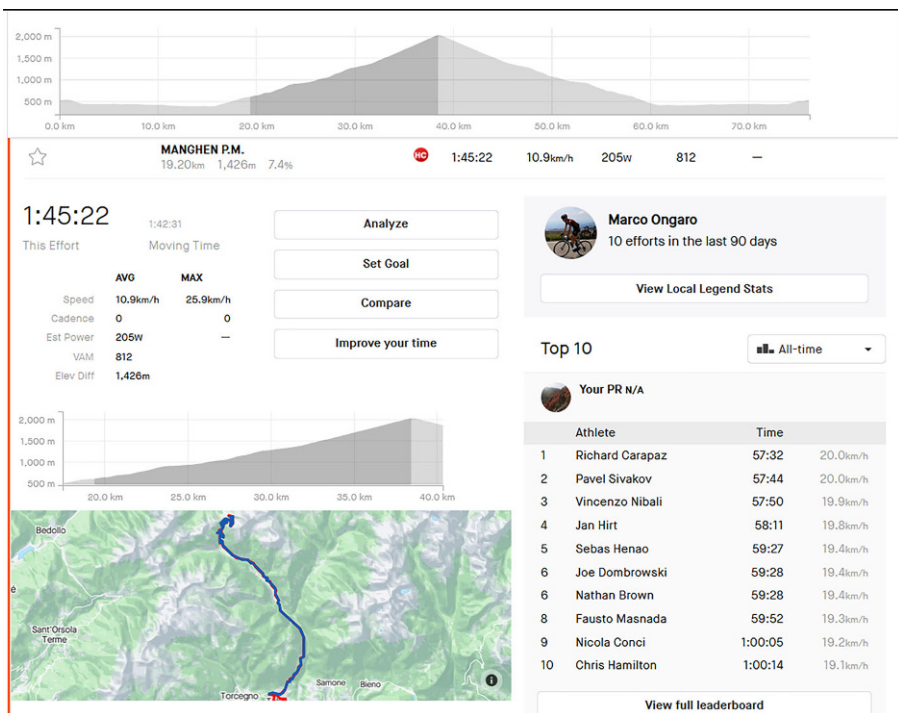 2,000 m
1,500 m
1,000 m
500 m
0.0 km 10.0 km 20.0 km 30.0 km 40.0 km 50.0 km 60.0 km 70.0 km
MANGHEN P.M. HC 1:45:22 10.9km/h 205W 812 —
19.20km 1,426m 7.4%
1:45:22 1:42:31
This Effort Moving Time
AVG MAX
Speed 10.9km/h 25.9km/h
Cadence 0 0
Est Power 205W —
VAM 812
Elev Diff 1,426m
Analyze
Set Goal
Compare
Improve your time
2,000 m
1,500 m
1,000 m
500 m
20.0 km 25.0 km 30.0 km 35.0 km 40.0 km
Bedollo
é
Sant'Orsola
Terme
Torcegno Samone Bieno
i
Marco Ongaro
10 efforts in the last 90 days
View Local Legend Stats
Top 10 All-time
Your PR N/A
Athlete Time
1 Richard Carapaz 57:32 20.0km/h
2 Pavel Sivakov 57:44 20.0km/h
3 Vincenzo Nibali 57:50 19.9km/h
4 Jan Hirt 58:11 19.8km/h
5 Sebas Henao 59:27 19.4km/h
6 Joe Dombrowski 59:28 19.4km/h
6 Nathan Brown 59:28 19.4km/h
8 Fausto Masnada 59:52 19.3km/h
9 Nicola Conci 1:00:05 19.2km/h
10 Chris Hamilton 1:00:14 19.1km/h
View full leaderboard